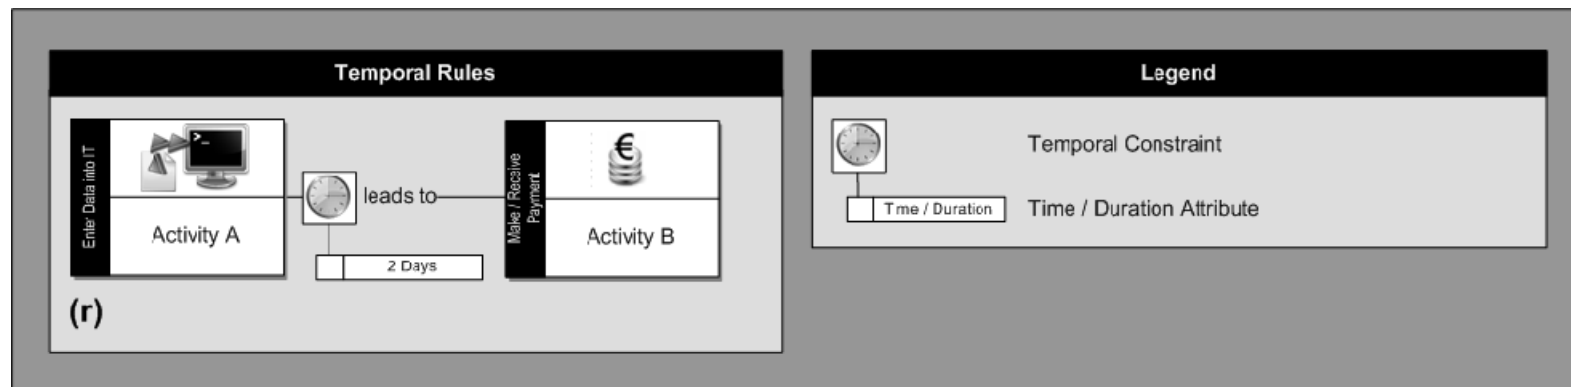 Temporal Rules
Enter Data into IT
>_
Activity A
leads to
2 Days
Make / Receive
Payment
€
Activity B
(r)
Legend
Temporal Constraint
Time / Duration
Time / Duration Attribute